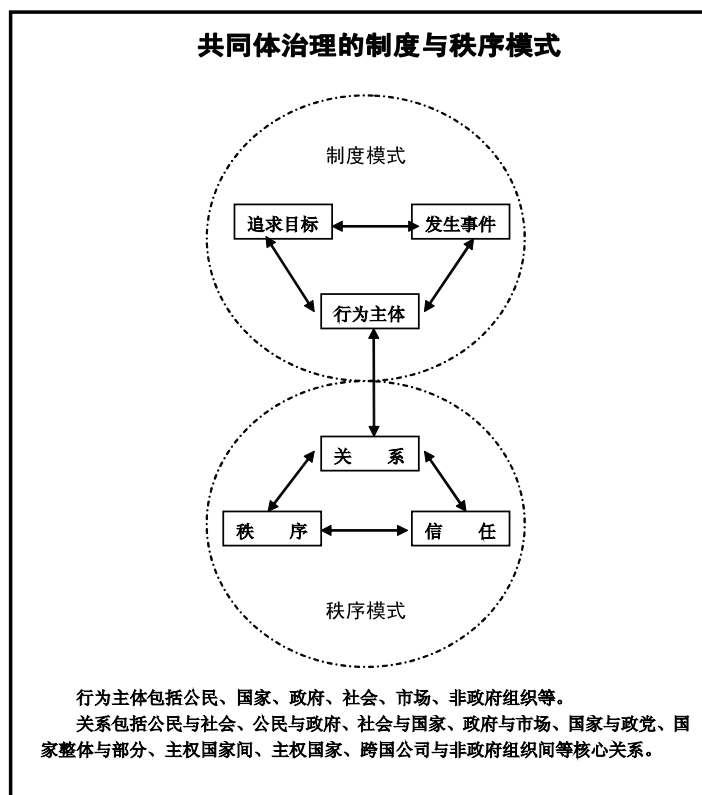 共同体治理的制度与秩序模式
制度模式
追求目标
发生事件
行为主体
关 系
秩 序
信 任
秩序模式
行为主体包括公民、国家、政府、社会、市场、非政府组织等。
关系包括公民与社会、公民与政府、社会与国家、政府与市场、国家与政党、国
家整体与部分、主权国家间、主权国家、跨国公司与非政府组织间等核心关系。